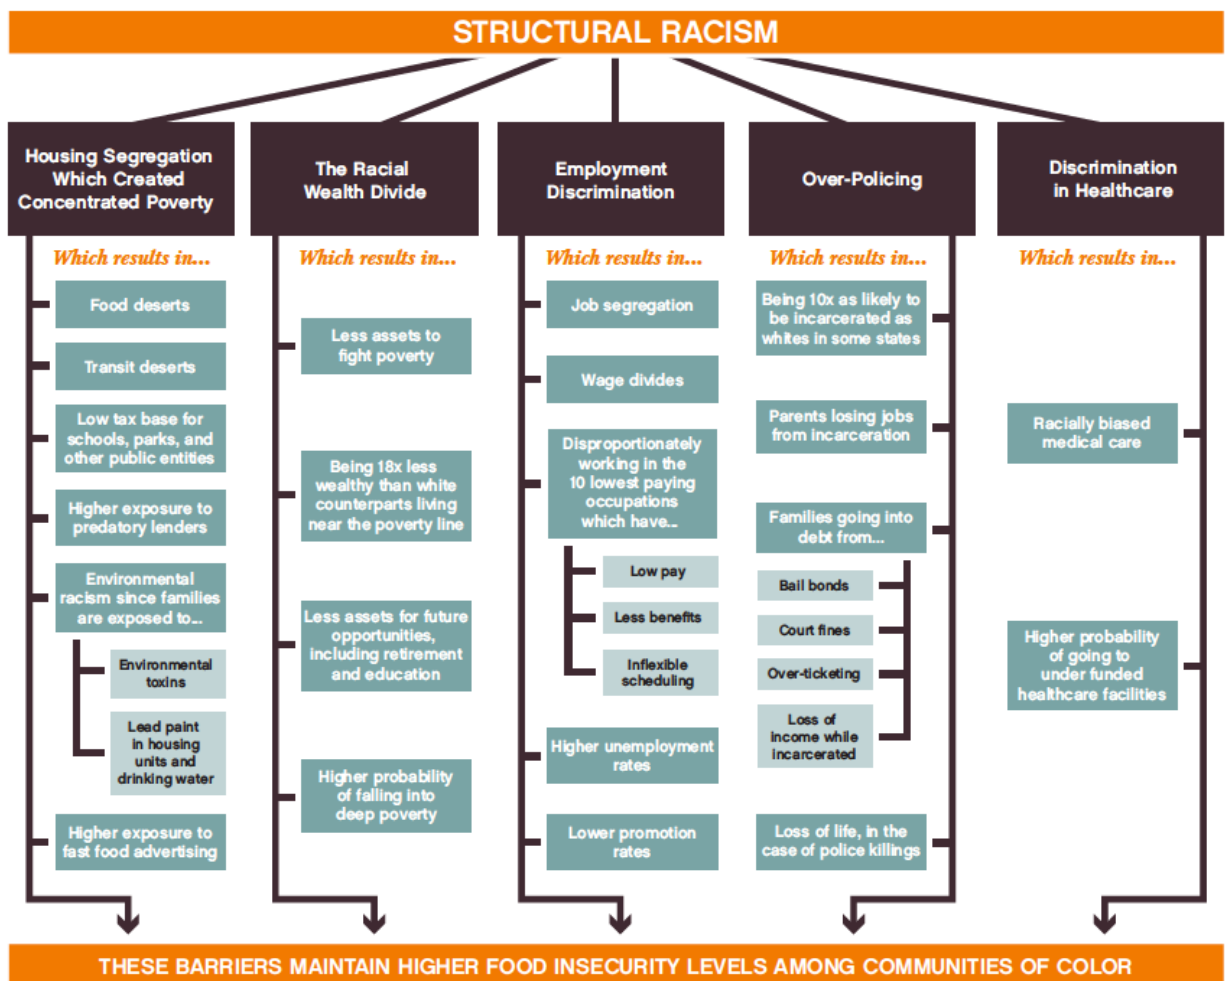 STRUCTURAL RACISM
Housing Segregation
Which Created
Concentrated Poverty
Which results in...
Food deserts
Transit deserts
Low tax base for
schools, parks, and
other public entities
Higher exposure to
predatory lenders
Environmental
racism since families
are exposed to...
Environmental
toxins
Lead paint
in housing
units and
drinking water
Higher exposure to
fast food advertising
The Racial
Wealth Divide
Which results in...
Less assets to
fight poverty
Being 18x less
wealthy than white
counterparts living
near the poverty line
Less assets for future
opportunities,
including retirement
and education
Higher probability
of falling into
deep poverty
Employment
Discrimination
Which results in...
Job segregation
Wage divides
Disproportionately
working in the
10 lowest paying
occupations
which have...
Low pay
Less benefits
Inflexible
scheduling
Higher unemployment
rates
Lower promotion
rates
Over-Policing
Which results in...
Being 10x as likely to
be incarcerated as
whites in some states
Parents losing jobs
from incarceration
Families going into
debt from...
Bail bonds
Court fines
Over-ticketing
Loss of
income while
incarcerated
Loss of life, in the
case of police killings
Discrimination
in Healthcare
Which results in...
Racially biased
medical care
Higher probability
of going to
under funded
healthcare facilities
THESE BARRIERS MAINTAIN HIGHER FOOD INSECURITY LEVELS AMONG COMMUNITIES OF COLOR